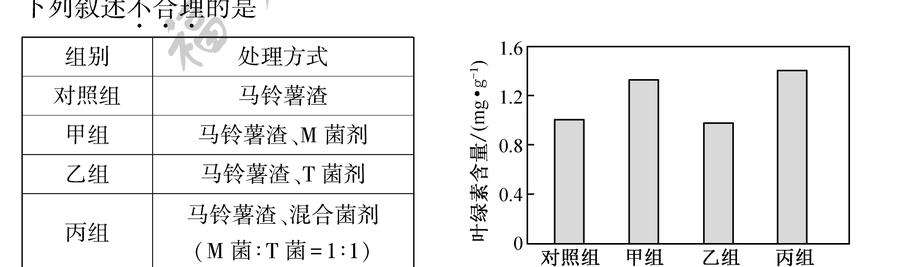 下列叙述不合理的是
福
组别 处理方式
对照组 马铃薯渣
甲组 马铃薯渣、M 菌剂
乙组 马铃薯渣、T 菌剂
丙组 马铃薯渣、混合菌剂
(M 菌:T 菌=1:1)
叶绿素含量/(mg·g⁻¹)
1.6
1.2
0.8
0.4
0
对照组 甲组 乙组 丙组